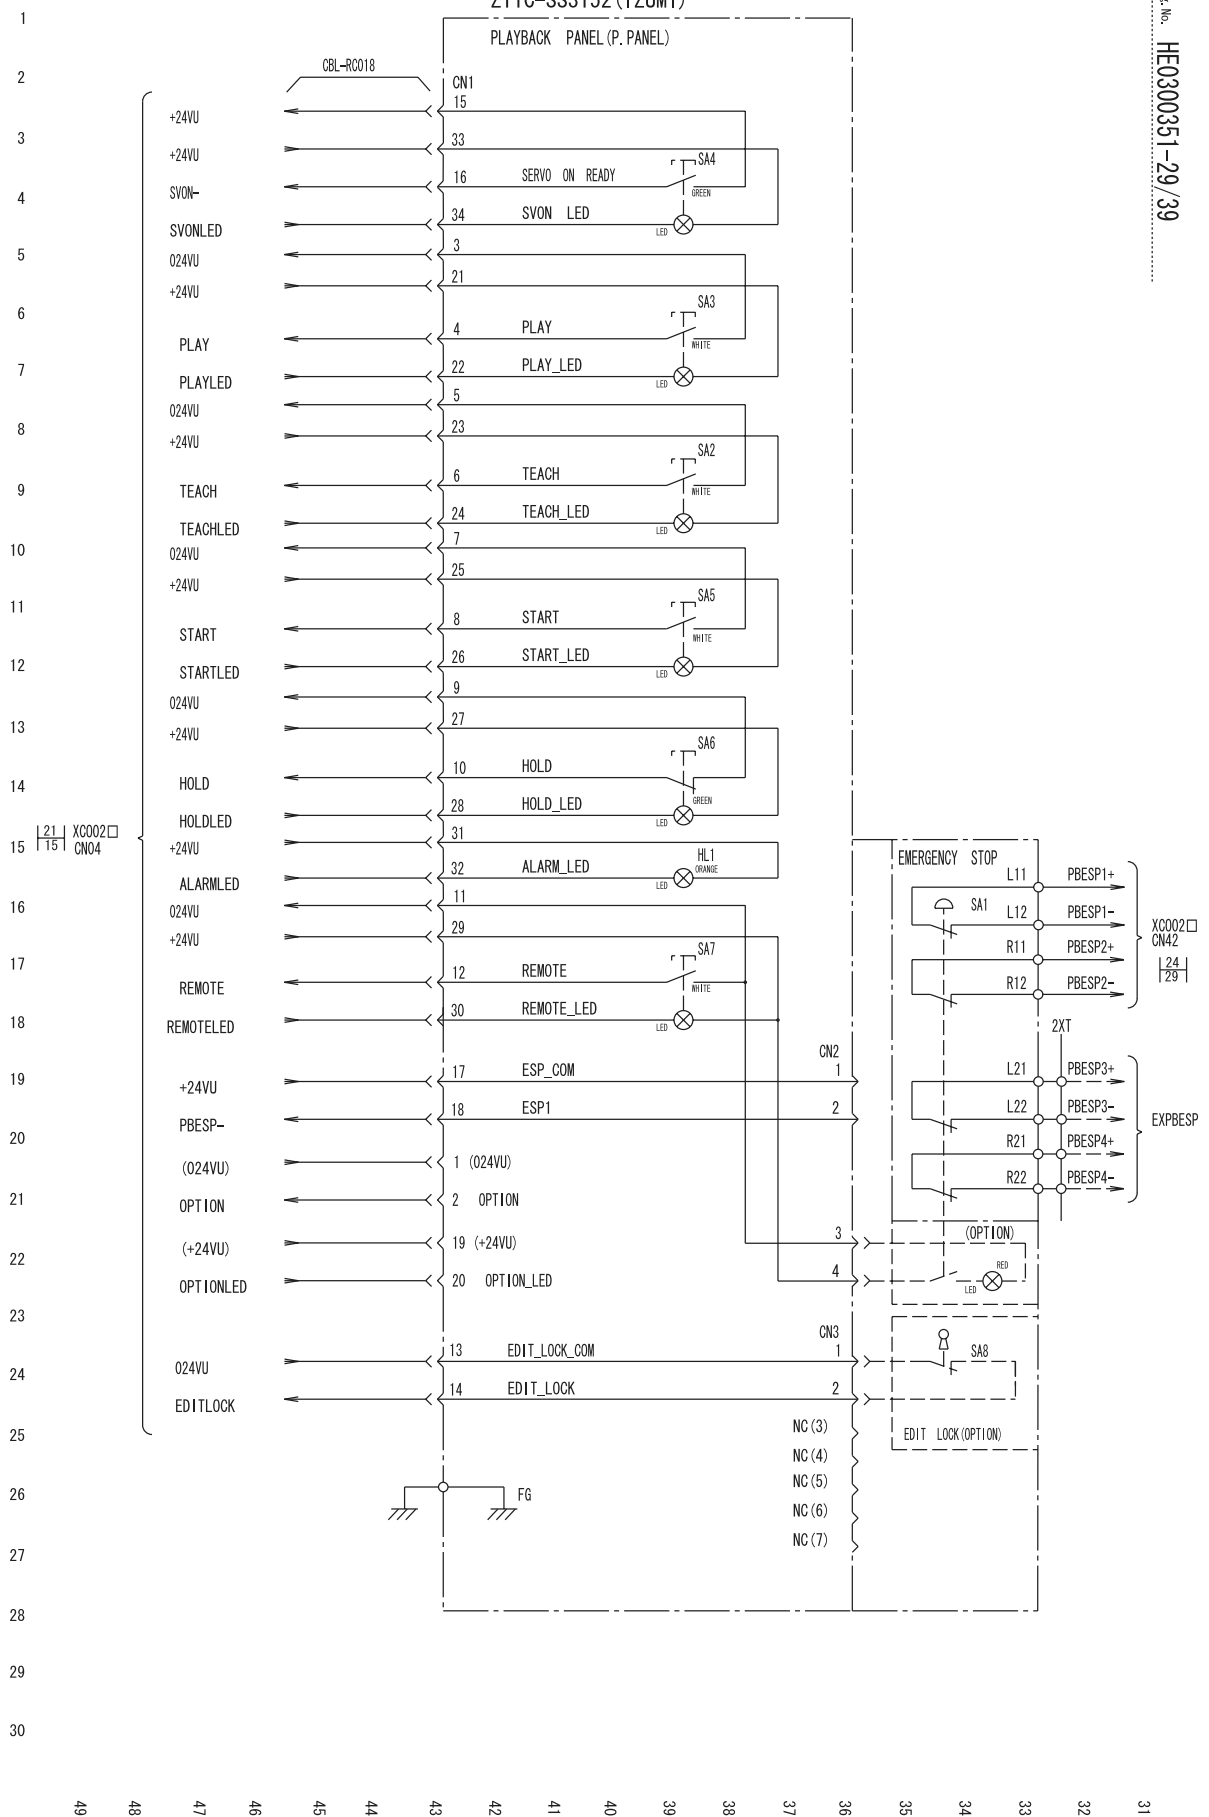 PLAYBACK PANEL(P.PANEL)
HE0300351-29/39
CBL-RC018
CN1
+24VU 15
+24VU 33
SVON- 16 SERVO ON READY SA4 GREEN
SVONLED 34 SVON LED LED
024VU 3
+24VU 21
PLAY 4 PLAY SA3 WHITE
PLAYLED 22 PLAY_LED LED
024VU 5
+24VU 23
TEACH 6 TEACH SA2 WHITE
TEACHLED 24 TEACH_LED LED
024VU 7
+24VU 25
START 8 START SA5 WHITE
STARTLED 26 START_LED LED
024VU 9
+24VU 27
HOLD 10 HOLD SA6 GREEN
HOLDLED 28 HOLD_LED LED
21 XC002□
15 CN04
+24VU 31
ALARMLED 32 ALARM_LED LED HL1 ORANGE
024VU 11
+24VU 29
REMOTE 12 REMOTE SA7 WHITE
REMOTELED 30 REMOTE_LED LED
+24VU 17 ESP_COM CN2 1
PBESP- 18 ESP1 2
(024VU) 1 (024VU)
OPTION 2 OPTION
(+24VU) 19 (+24VU) 3
OPTIONLED 20 OPTION_LED 4
024VU 13 EDIT_LOCK_COM CN3 1
EDITLOCK 14 EDIT_LOCK 2
NC(3)
NC(4)
NC(5)
NC(6)
NC(7)
FG
EMERGENCY STOP
SA1
L11 PBESP1+
L12 PBESP1-
R11 PBESP2+
R12 PBESP2-
XC002□
CN42
24
29
2XT
L21 PBESP3+
L22 PBESP3-
R21 PBESP4+
R22 PBESP4-
EXPBESP
(OPTION)
LED RED
SA8
EDIT LOCK(OPTION)
1
2
3
4
5
6
7
8
9
10
11
12
13
14
15
16
17
18
19
20
21
22
23
24
25
26
27
28
29
30
49 48 47 46 45 44 43 42 41 40 39 38 37 36 35 34 33 32 31